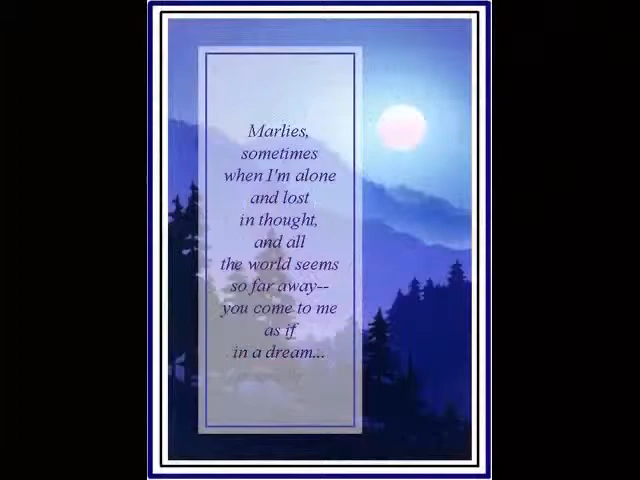 Marlies,
sometimes
when I'm alone
and lost
in thought,
and all
the world seems
so far away--
you come to me
as if
in a dream...